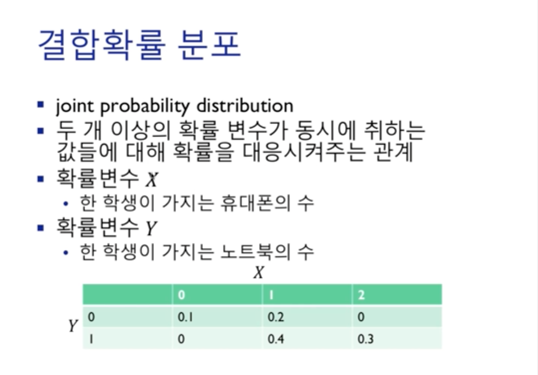 결합확률 분포
▪ joint probability distribution
▪ 두 개 이상의 확률 변수가 동시에 취하는
값들에 대해 확률을 대응시켜주는 관계
▪ 확률변수 X
• 한 학생이 가지는 휴대폰의 수
▪ 확률변수 Y
• 한 학생이 가지는 노트북의 수
X
0 1 2
Y 0 0.1 0.2 0
1 0 0.4 0.3